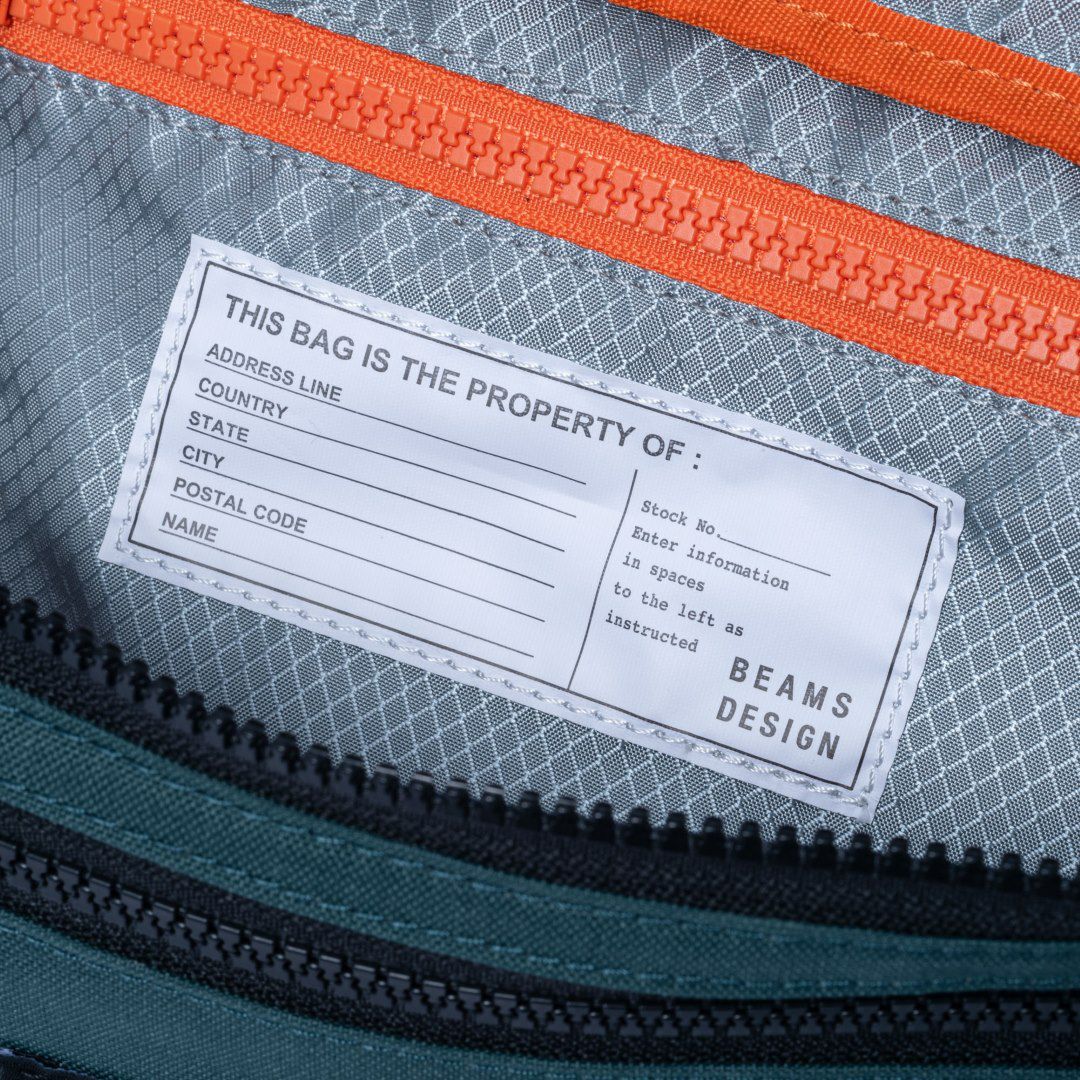 THIS BAG IS THE PROPERTY OF :
ADDRESS LINE
COUNTRY
STATE
CITY
POSTAL CODE
NAME
Stock No.
Enter information
in spaces
to the left as
instructed
BEAMS
DESIGN